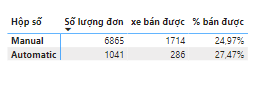 Hộp số Số lượng đơn xe bán được % bán được
Manual 6865 1714 24,97%
Automatic 1041 286 27,47%